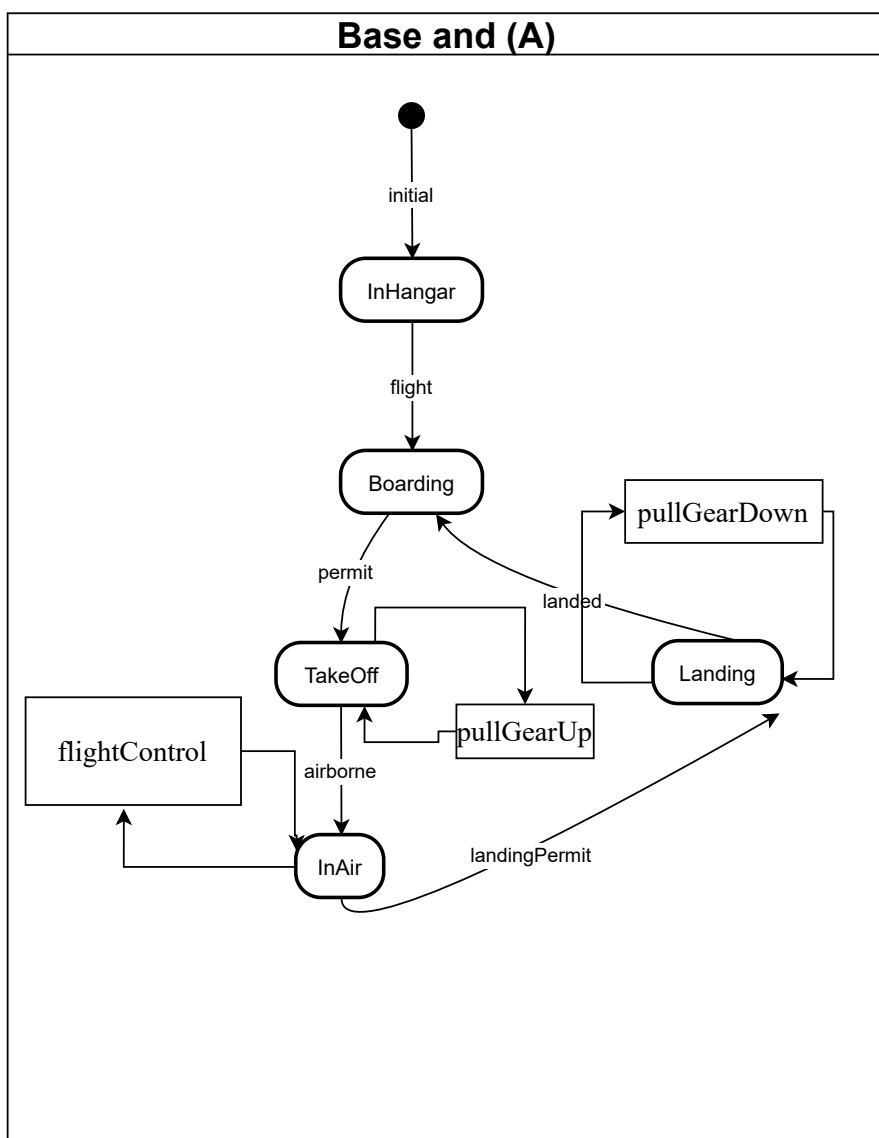 Base and (A)
initial
InHangar
flight
Boarding
pullGearDown
permit
landed
TakeOff
Landing
pullGearUp
flightControl
airborne
landingPermit
InAir